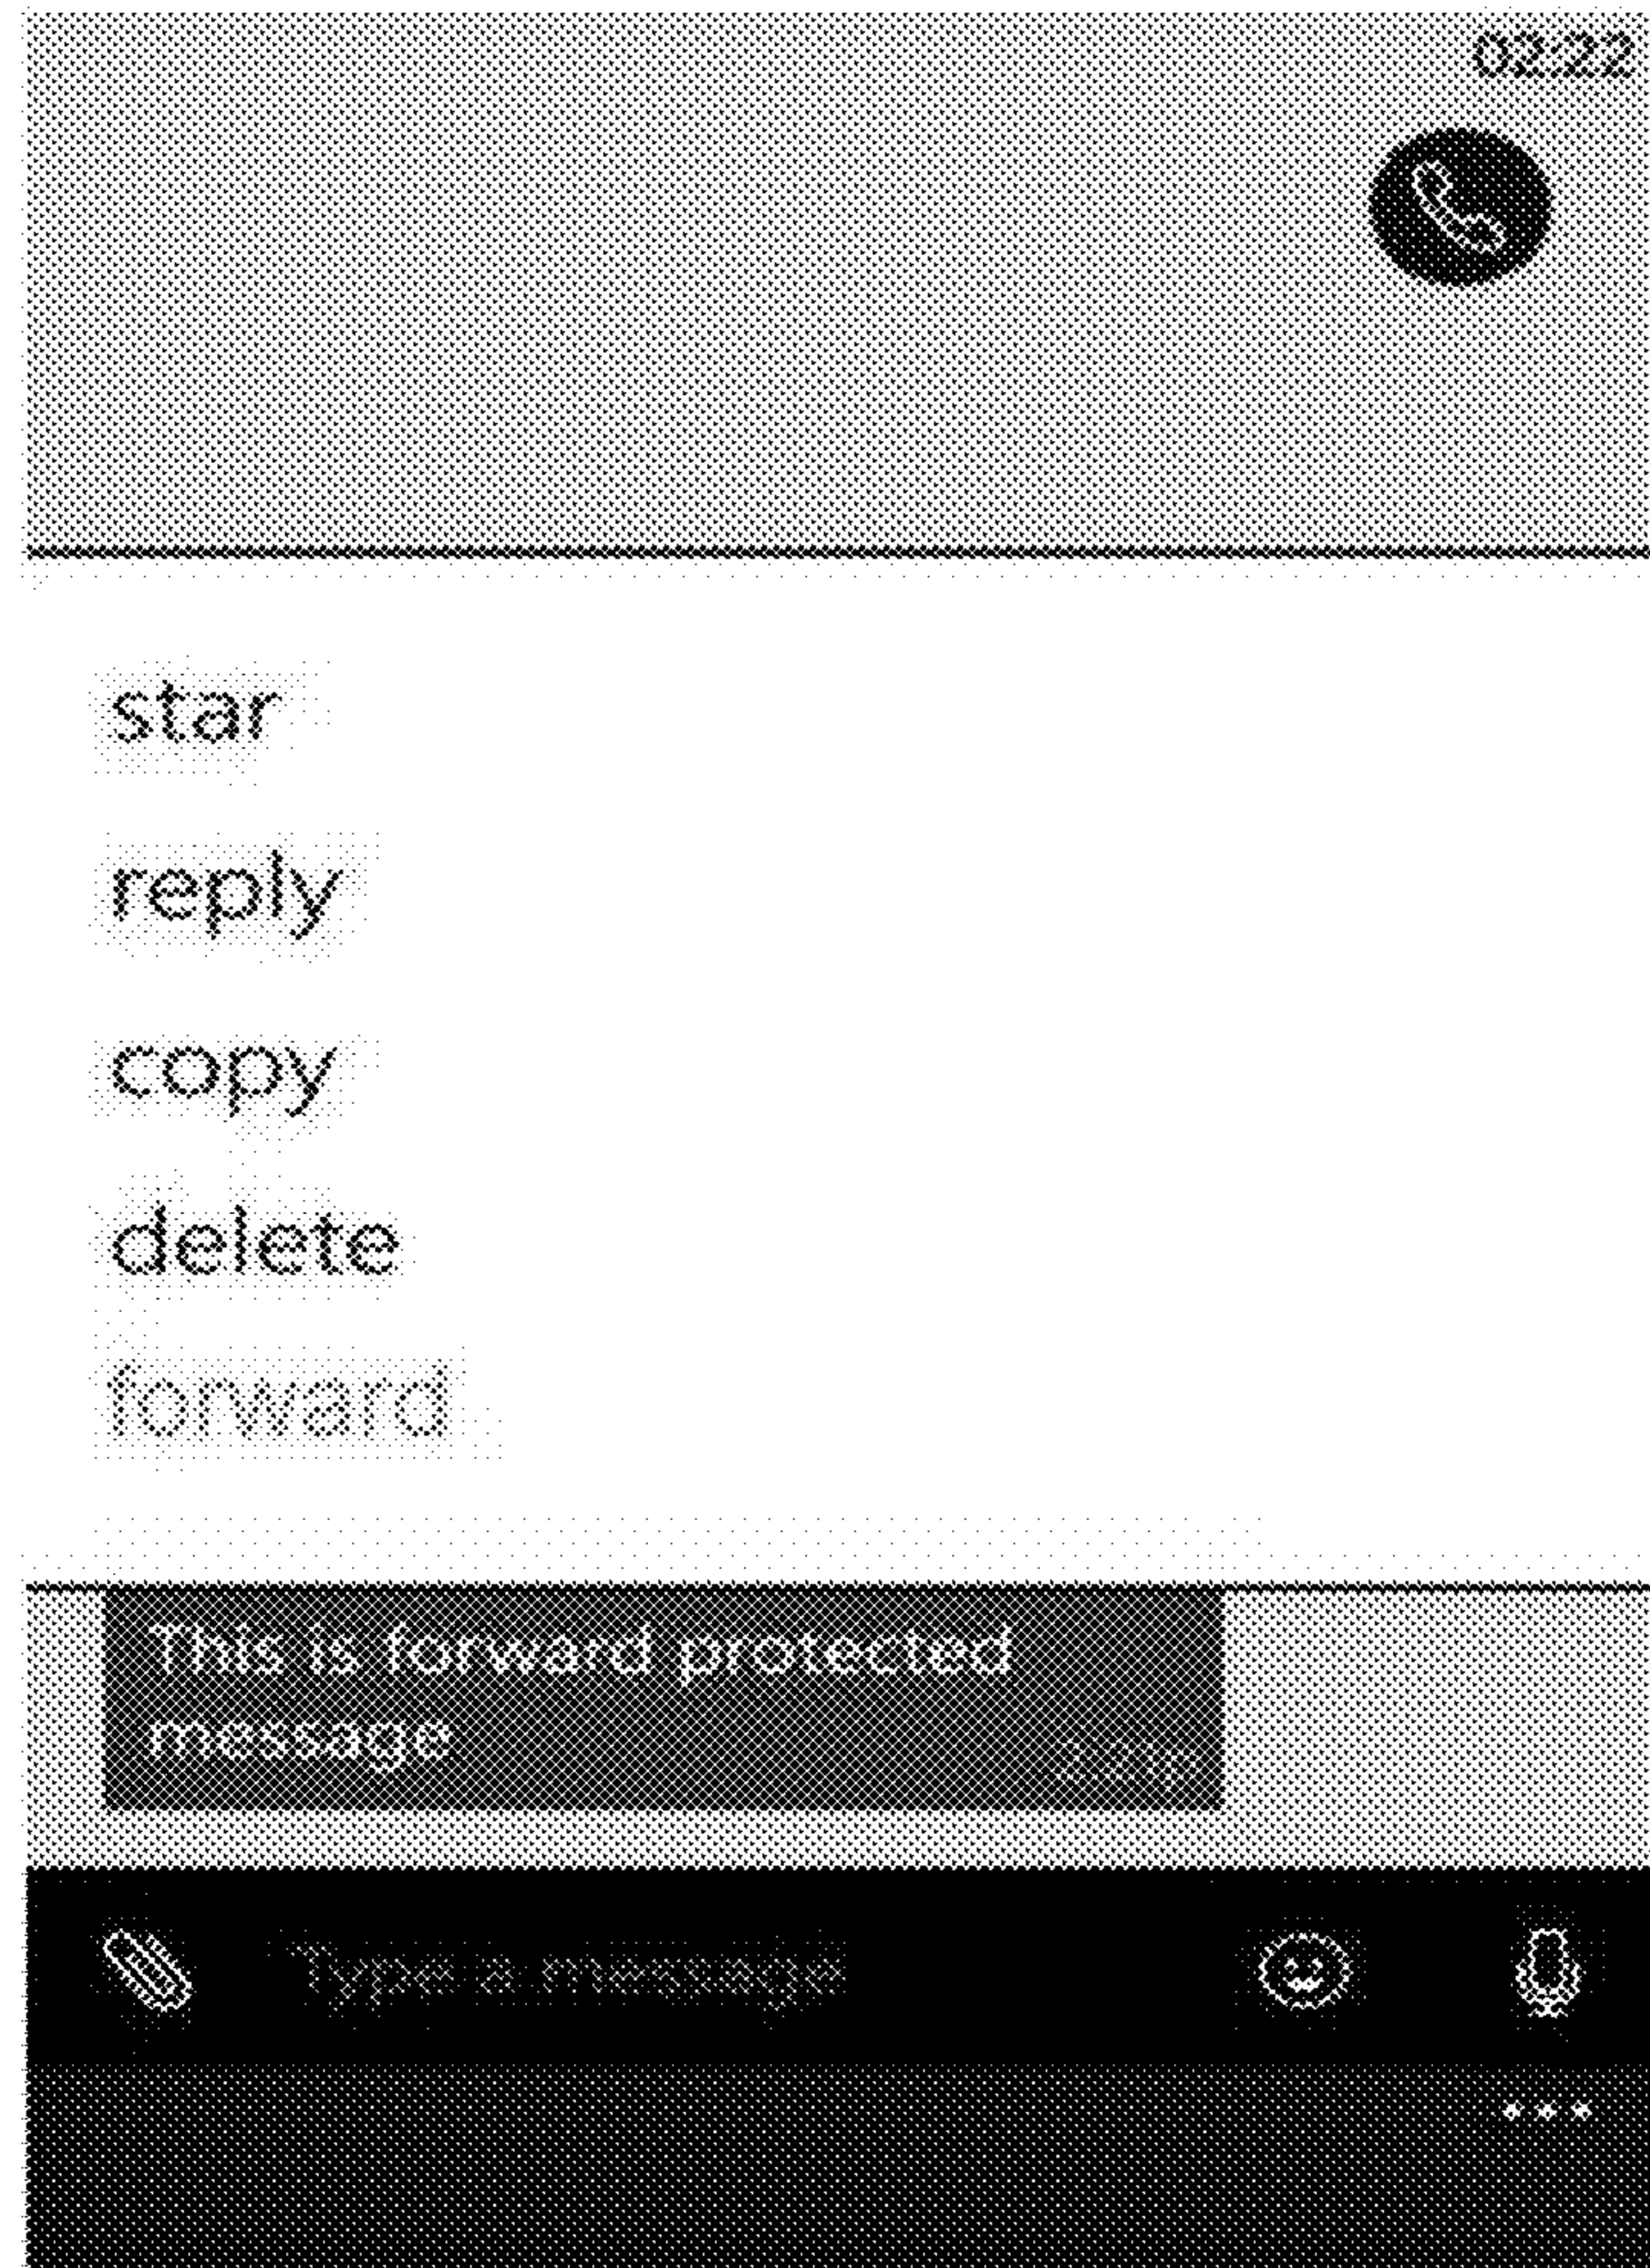 02:22
star
reply
copy
delete
forward
This is forward protected
message
Type a message